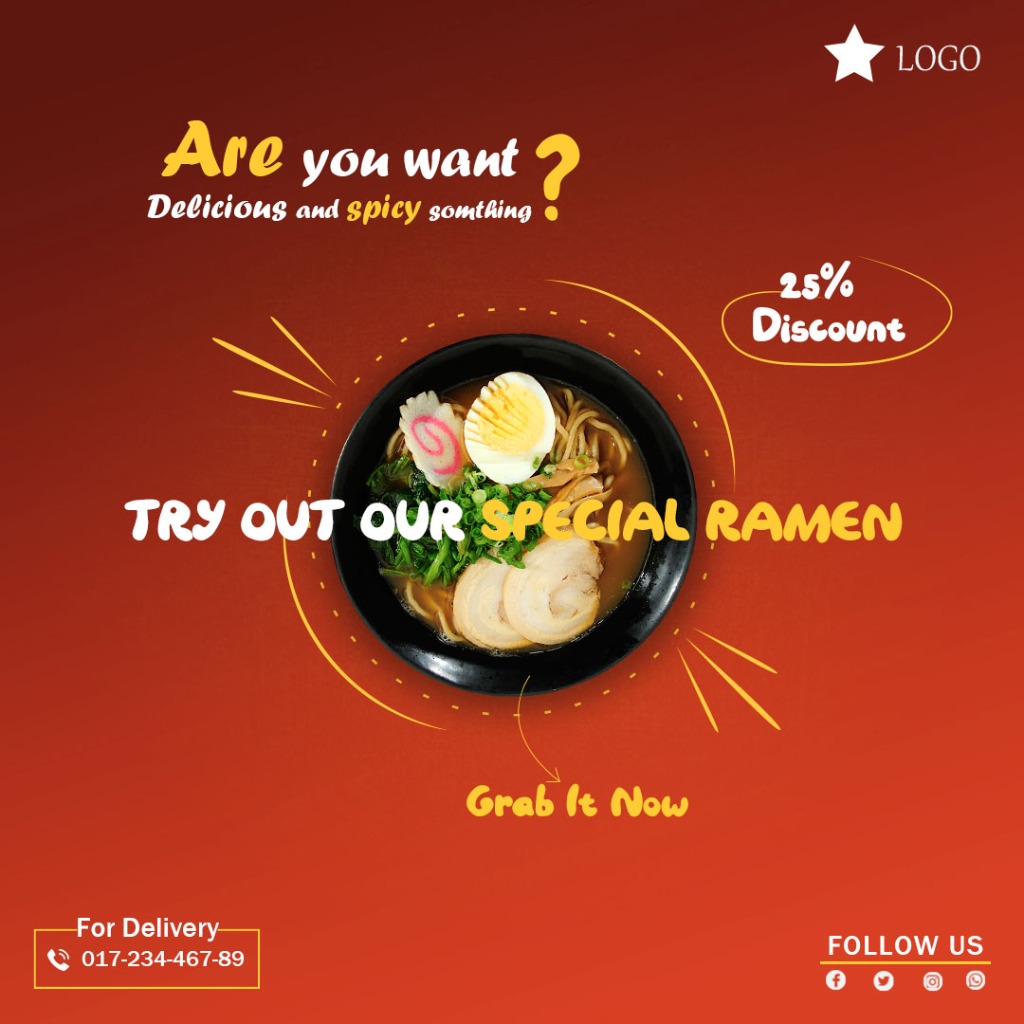 LOGO
Are you want ?
Delicious and spicy somthing
25%
Discount
TRY OUT OUR SPECIAL RAMEN
Grab It Now
For Delivery
017-234-467-89
FOLLOW US